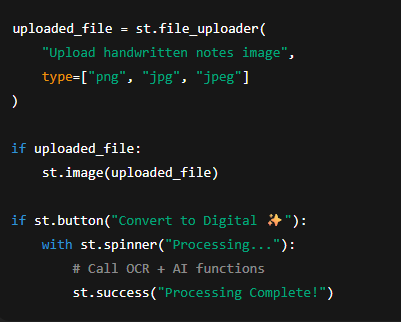 uploaded_file = st.file_uploader(
    "Upload handwritten notes image",
    type=["png", "jpg", "jpeg"]
)

if uploaded_file:
    st.image(uploaded_file)

if st.button("Convert to Digital ✨"):
    with st.spinner("Processing..."):
        # Call OCR + AI functions
        st.success("Processing Complete!")